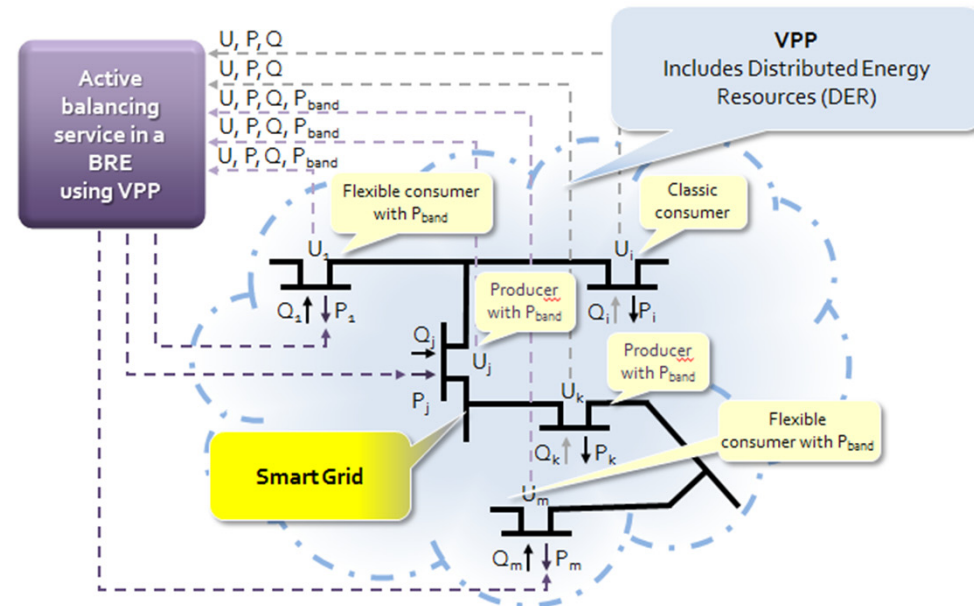 Active
balancing
service in a
BRE
using VPP
U, P, Q
U, P, Q
U, P, Q, Pband
U, P, Q, Pband
U, P, Q, Pband
VPP
Includes Distributed Energy
Resources (DER)
Flexible consumer
with Pband
Classic
consumer
U1
Ui
Q1
P1
Qi
Pi
Producer
with Pband
Qj
Uj
Pj
Producer
with Pband
Uk
Qk
Pk
Flexible
consumer with Pband
Smart Grid
Um
Qm
Pm